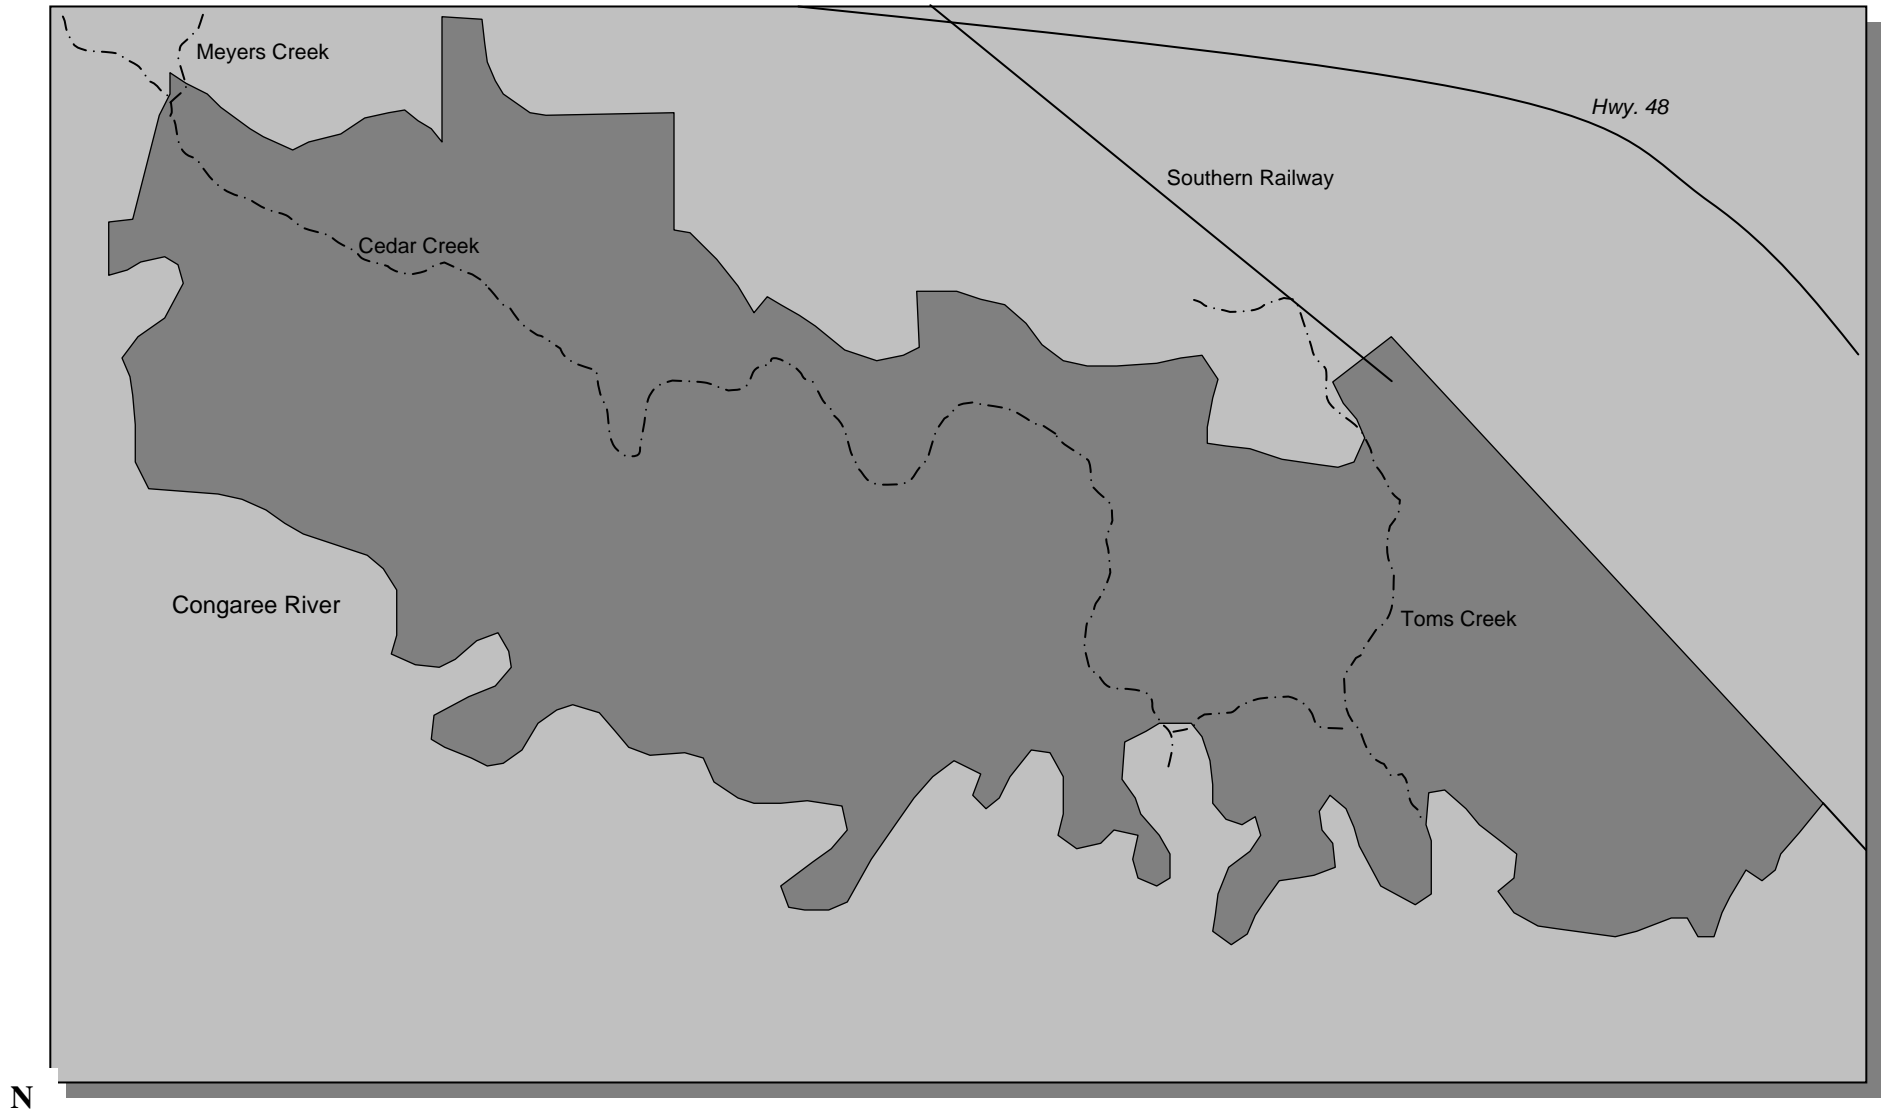 Meyers Creek
Hwy. 48
Southern Railway
Cedar Creek
Congaree River
Toms Creek
N